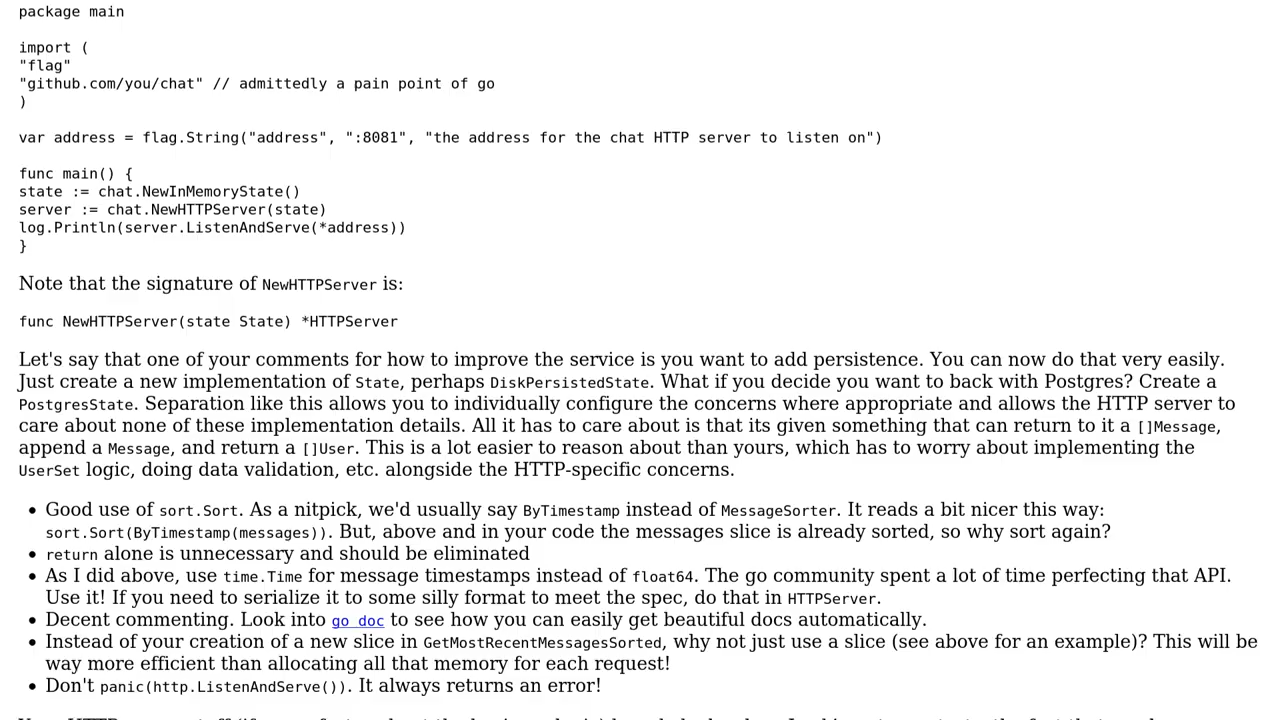 package main
import (
"flag"
"github.com/you/chat" // admittedly a pain point of go
)
var address = flag.String("address", ":8081", "the address for the chat HTTP server to listen on")
func main() {
state := chat.NewInMemoryState()
server := chat.NewHTTPServer(state)
log.Println(server.ListenAndServe(*address))
}
Note that the signature of NewHTTPServer is:
func NewHTTPServer(state State) *HTTPServer
Let's say that one of your comments for how to improve the service is you want to add persistence. You can now do that very easily.
Just create a new implementation of State, perhaps DiskPersistedState. What if you decide you want to back with Postgres? Create a
PostgresState. Separation like this allows you to individually configure the concerns where appropriate and allows the HTTP server to
care about none of these implementation details. All it has to care about is that its given something that can return to it a []Message,
append a Message, and return a []User. This is a lot easier to reason about than yours, which has to worry about implementing the
UserSet logic, doing data validation, etc. alongside the HTTP-specific concerns.
• Good use of sort.Sort. As a nitpick, we'd usually say ByTimestamp instead of MessageSorter. It reads a bit nicer this way:
sort.Sort(ByTimestamp(messages)). But, above and in your code the messages slice is already sorted, so why sort again?
• return alone is unnecessary and should be eliminated
• As I did above, use time.Time for message timestamps instead of float64. The go community spent a lot of time perfecting that API.
Use it! If you need to serialize it to some silly format to meet the spec, do that in HTTPServer.
• Decent commenting. Look into go doc to see how you can easily get beautiful docs automatically.
• Instead of your creation of a new slice in GetMostRecentMessagesSorted, why not just use a slice (see above for an example)? This will be
way more efficient than allocating all that memory for each request!
• Don't panic(http.ListenAndServe()). It always returns an error!